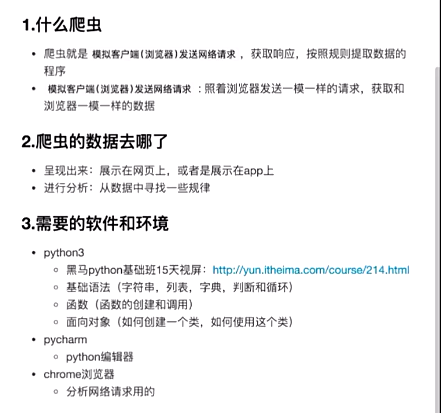 1.什么爬虫
爬虫就是 模拟客户端(浏览器)发送网络请求 ，获取响应，按照规则提取数据的
程序
模拟客户端(浏览器)发送网络请求 ：照着浏览器发送一模一样的请求，获取和
浏览器一模一样的数据
2.爬虫的数据去哪了
呈现出来：展示在网页上，或者是展示在app上
进行分析：从数据中寻找一些规律
3.需要的软件和环境
python3
黑马python基础班15天视屏：http://yun.itheima.com/course/214.html
基础语法（字符串，列表，字典，判断和循环）
函数（函数的创建和调用）
面向对象（如何创建一个类，如何使用这个类）
pycharm
python编辑器
chrome浏览器
分析网络请求用的